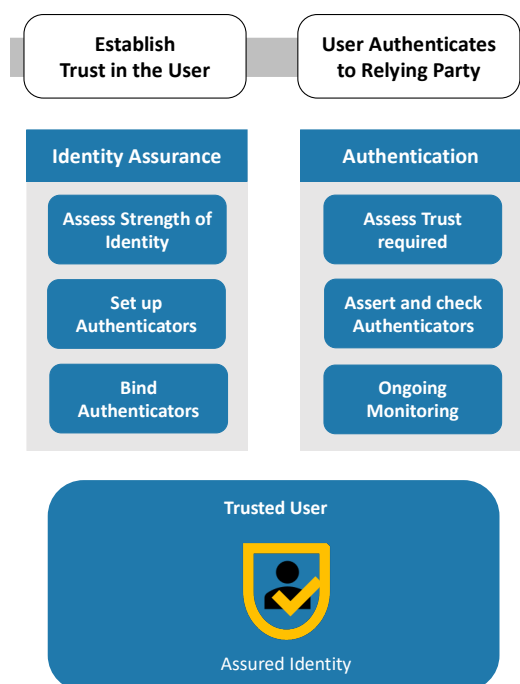 Establish
Trust in the User
User Authenticates
to Relying Party
Identity Assurance
Assess Strength of
Identity
Set up
Authenticators
Bind
Authenticators
Authentication
Assess Trust
required
Assert and check
Authenticators
Ongoing
Monitoring
Trusted User
Assured Identity